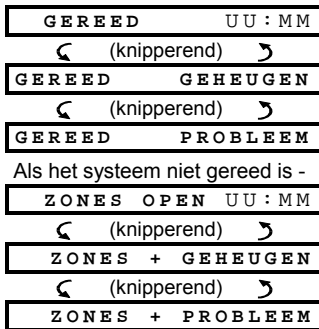 GEREED UU:MM
(knipperend)
GEREED GEHEUGEN
(knipperend)
GEREED PROBLEEM
Als het systeem niet gereed is -
ZONES OPEN UU:MM
(knipperend)
ZONES + GEHEUGEN
(knipperend)
ZONES + PROBLEEM